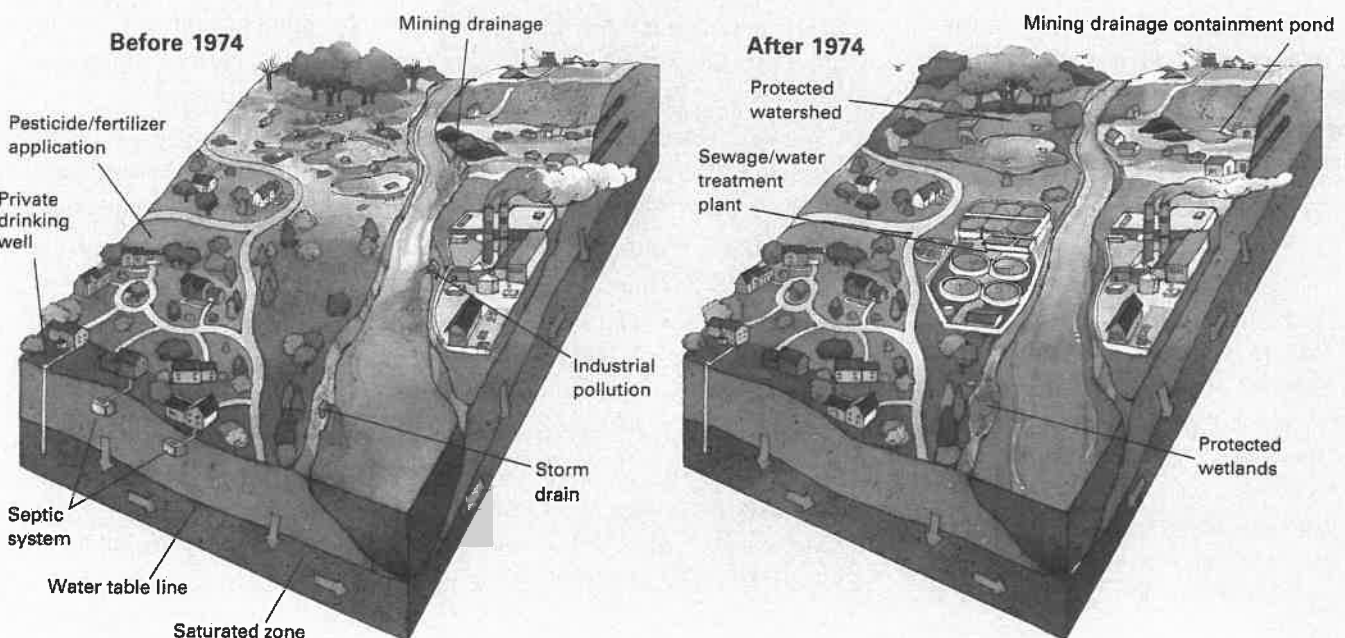 Before 1974
Mining drainage
Pesticide/fertilizer
application
Private
drinking
well
Industrial
pollution
Storm
drain
Septic
system
Water table line
Saturated zone
After 1974
Mining drainage containment pond
Protected
watershed
Sewage/water
treatment
plant
Protected
wetlands